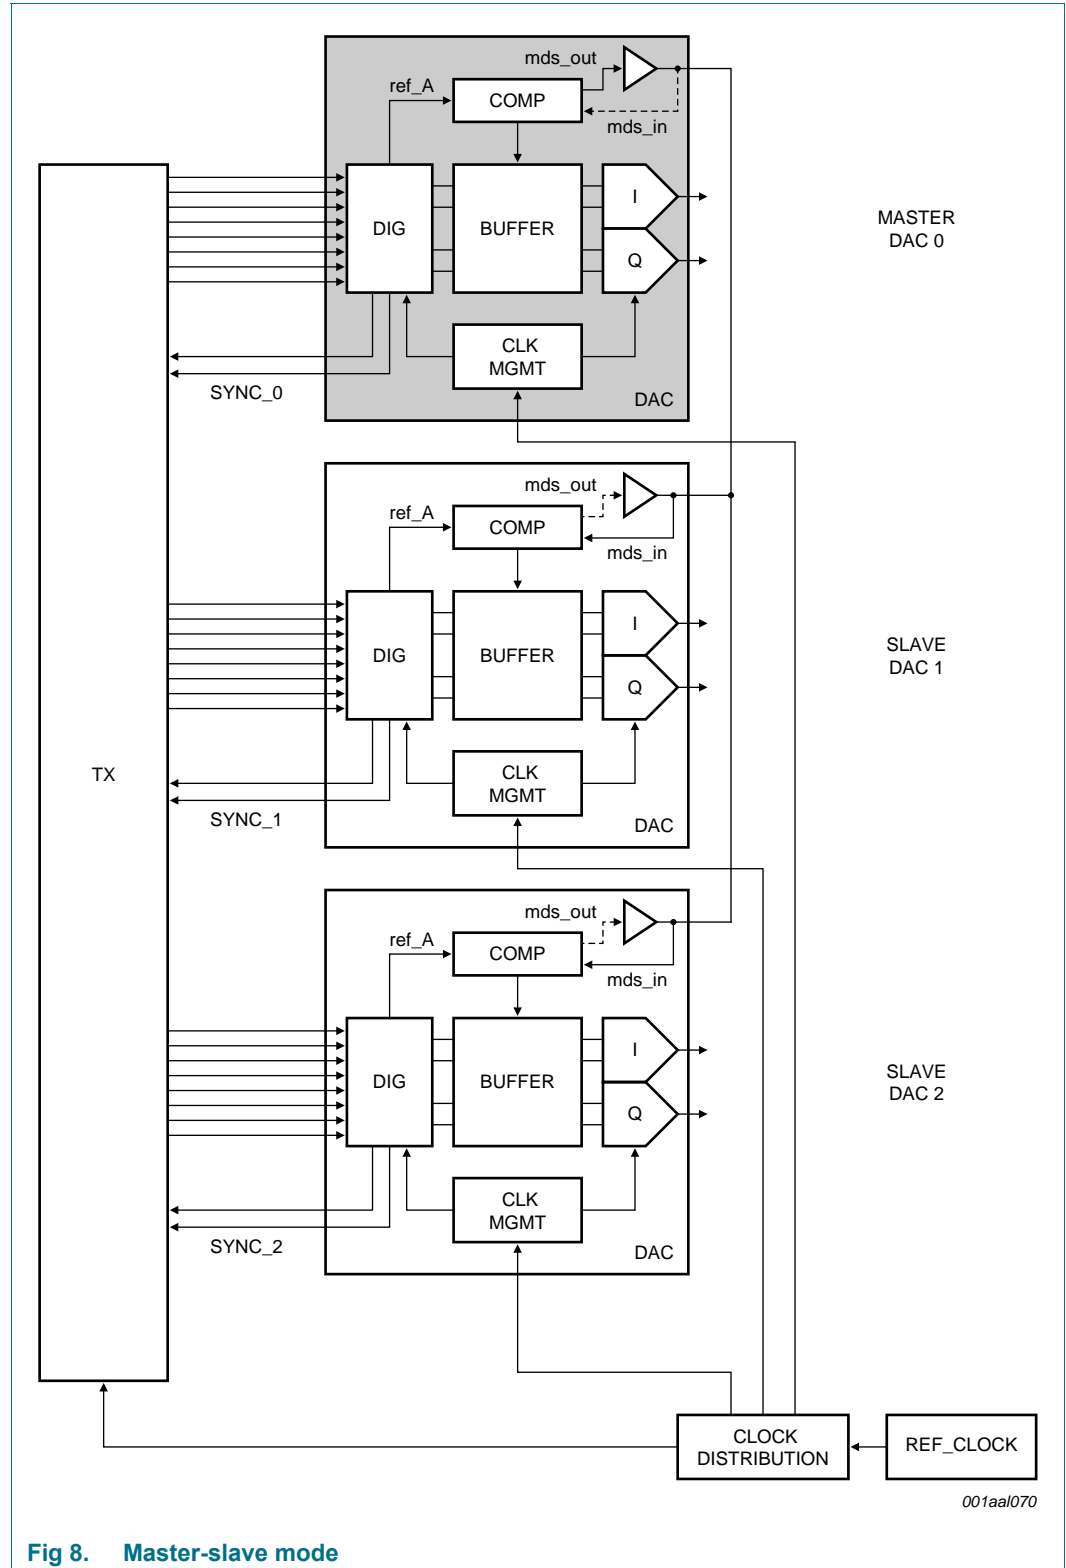 mds_out
ref_A
COMP
mds_in
DIG
BUFFER
I
Q
MASTER
DAC 0
CLK
MGMT
SYNC_0
DAC
mds_out
ref_A
COMP
mds_in
DIG
BUFFER
I
Q
SLAVE
DAC 1
TX
CLK
MGMT
SYNC_1
DAC
mds_out
ref_A
COMP
mds_in
DIG
BUFFER
I
Q
SLAVE
DAC 2
CLK
MGMT
SYNC_2
DAC
CLOCK
DISTRIBUTION
REF_CLOCK
001aal070
Fig 8. Master-slave mode